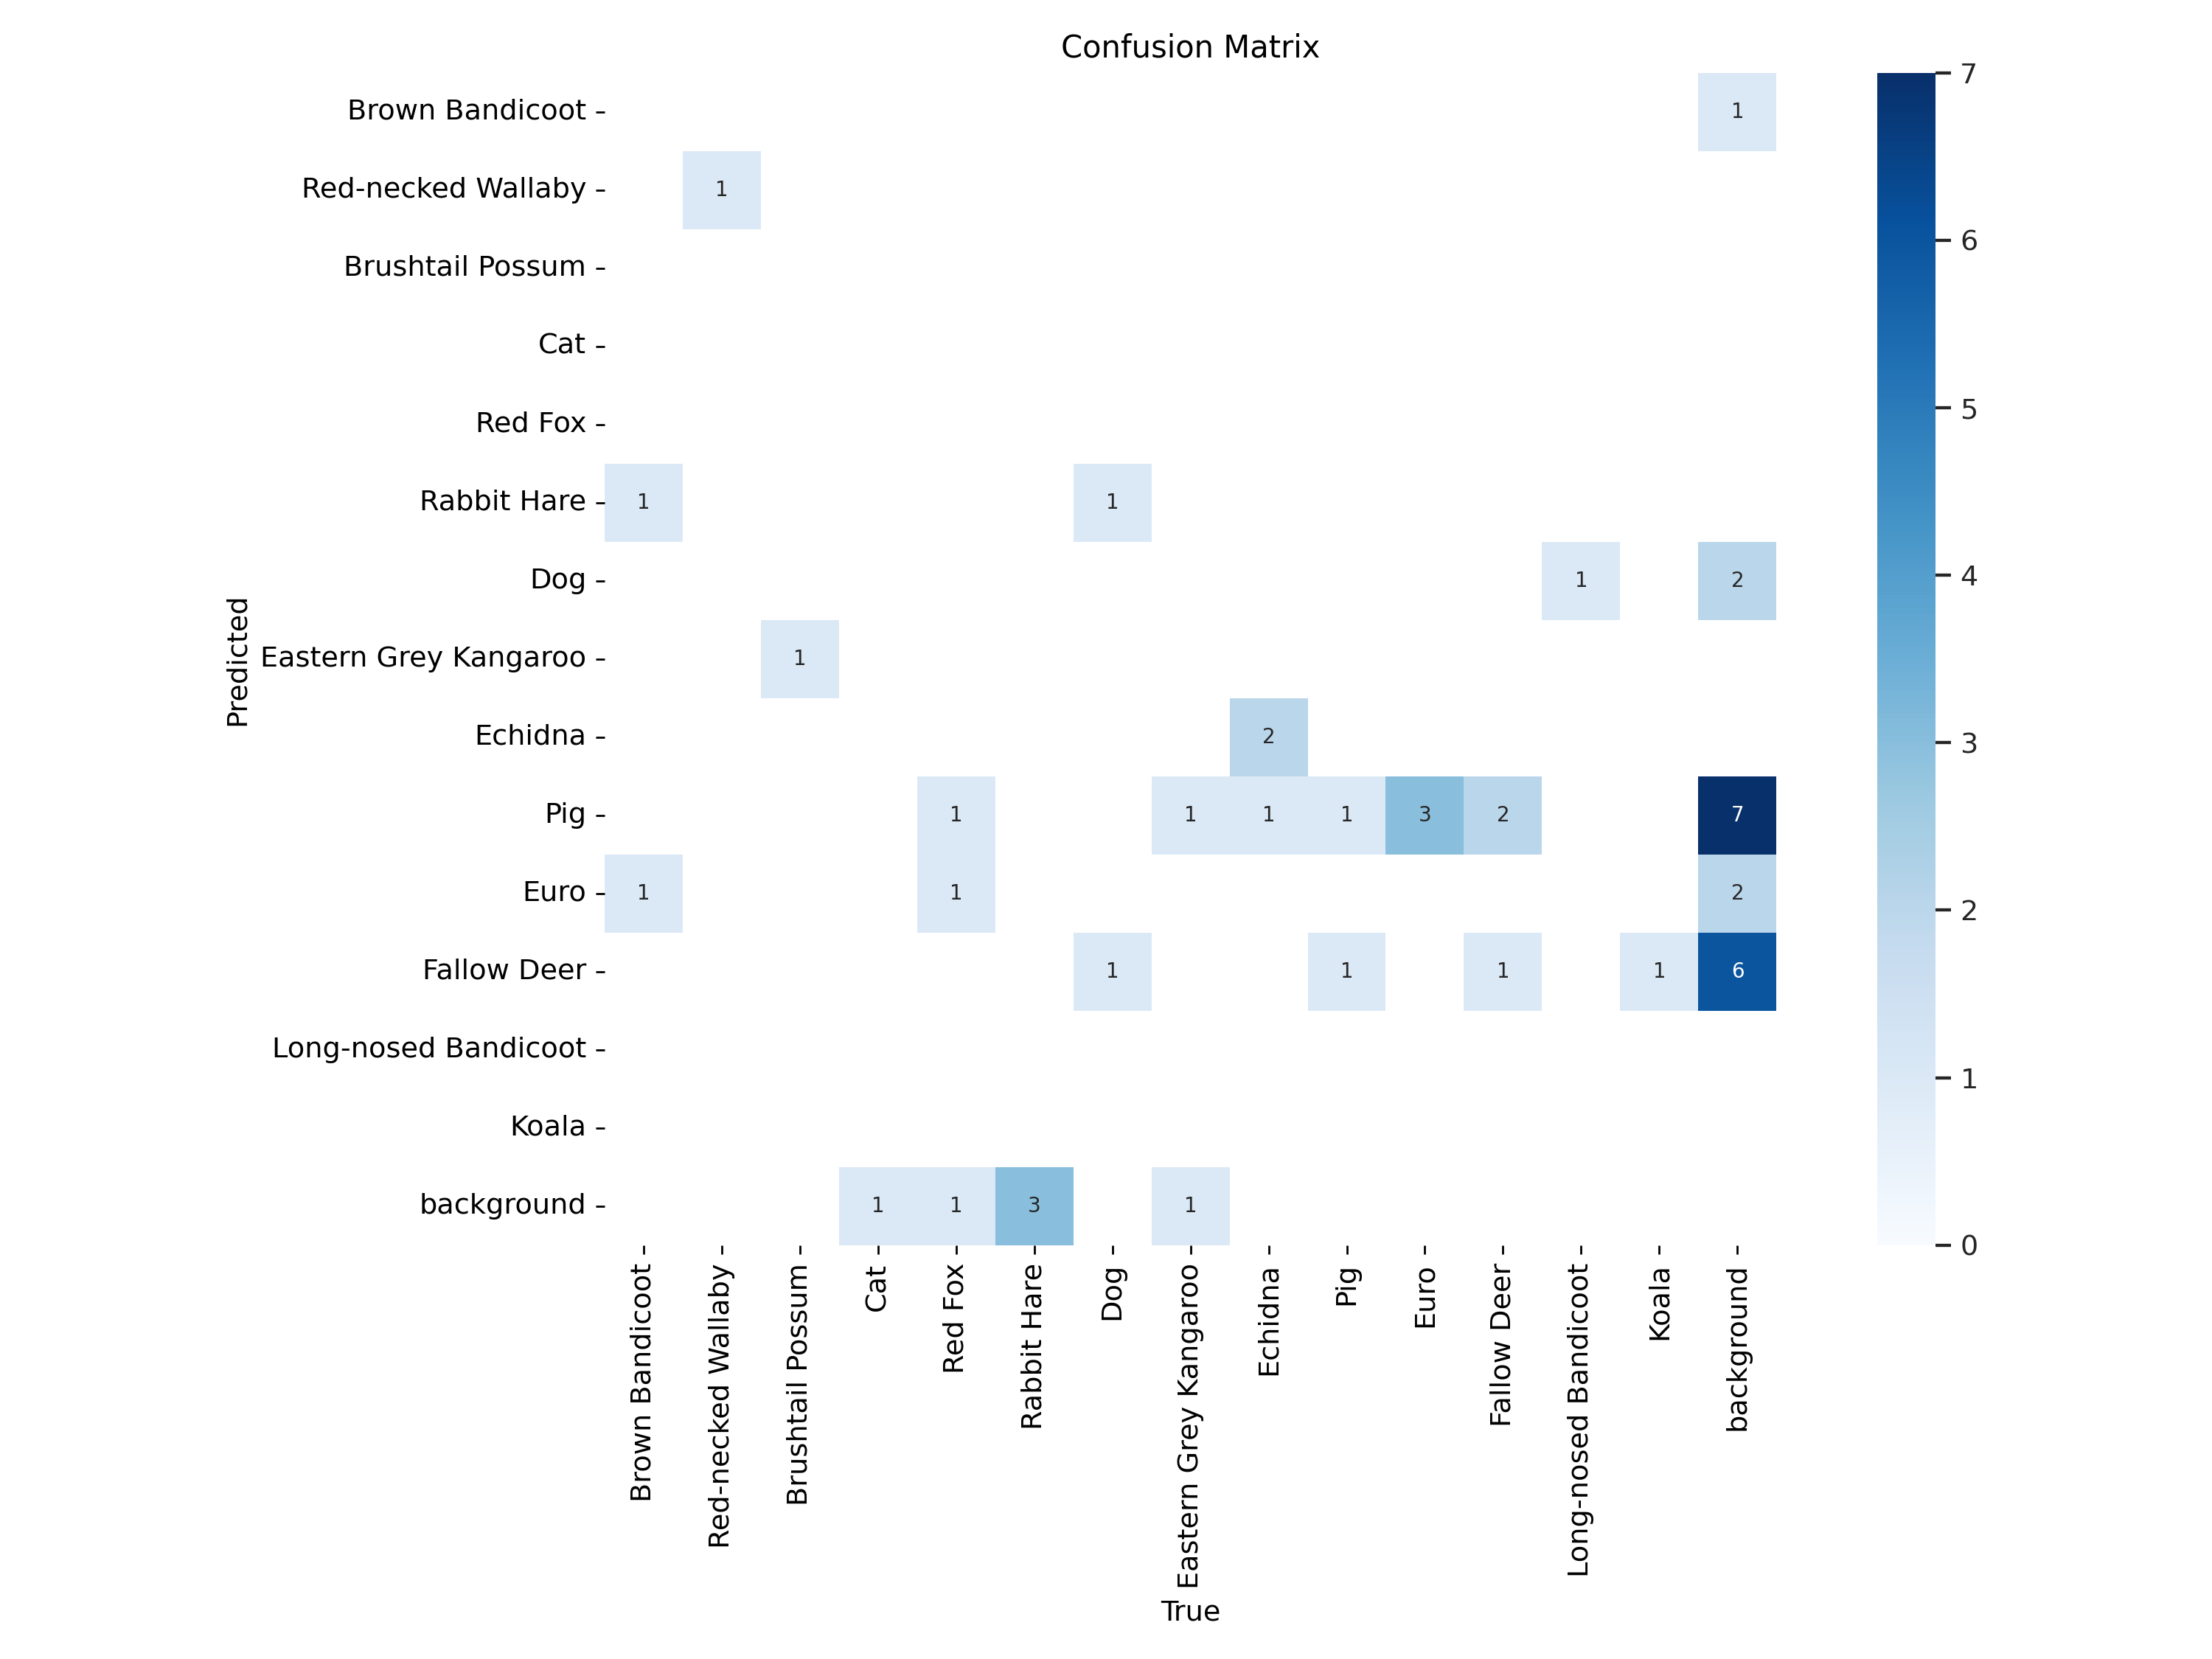 Confusion Matrix
Predicted
Brown Bandicoot 1
Red-necked Wallaby 1
Brushtail Possum
Cat
Red Fox
Rabbit Hare 1 1
Dog 1 2
Eastern Grey Kangaroo 1
Echidna 2
Pig 1 1 1 1 3 2 7
Euro 1 1 2
Fallow Deer 1 1 1 1 6
Long-nosed Bandicoot
Koala
background 1 1 3 1
Brown Bandicoot
Red-necked Wallaby
Brushtail Possum
Cat
Red Fox
Rabbit Hare
Dog
Eastern Grey Kangaroo
Echidna
Pig
Euro
Fallow Deer
Long-nosed Bandicoot
Koala
background
True
7
6
5
4
3
2
1
0